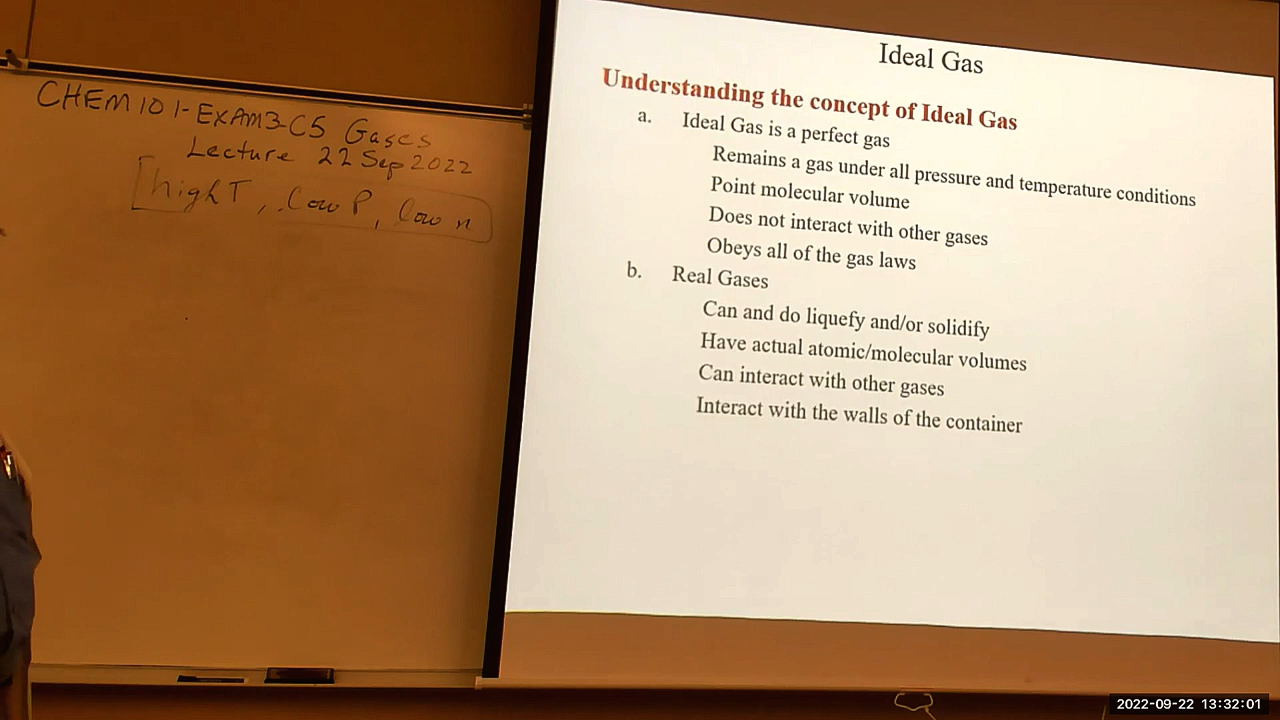 CHEM 101-EXAM3-C5 Gases
Lecture 22 Sep 2022
[high T, low P, low n]
Ideal Gas
Understanding the concept of Ideal Gas
a. Ideal Gas is a perfect gas
Remains a gas under all pressure and temperature conditions
Point molecular volume
Does not interact with other gases
Obeys all of the gas laws
b. Real Gases
Can and do liquefy and/or solidify
Have actual atomic/molecular volumes
Can interact with other gases
Interact with the walls of the container
2022-09-22 13:32:01